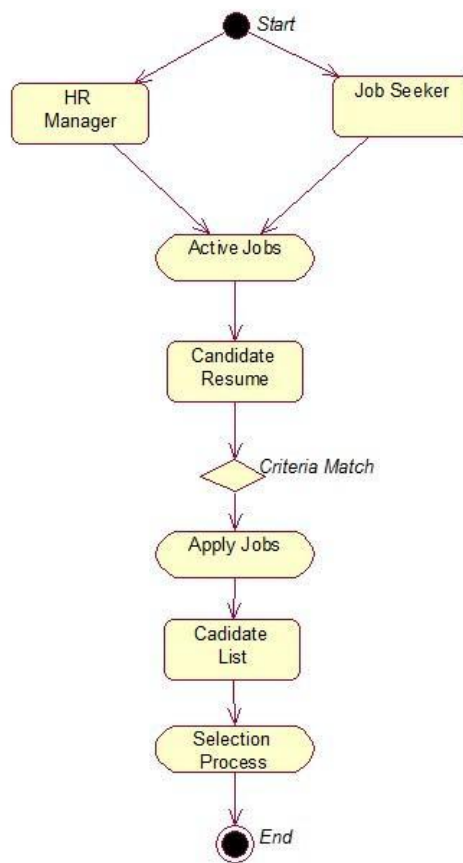 Start
HR
Manager
Job Seeker
Active Jobs
Candidate
Resume
Criteria Match
Apply Jobs
Cadidate
List
Selection
Process
End